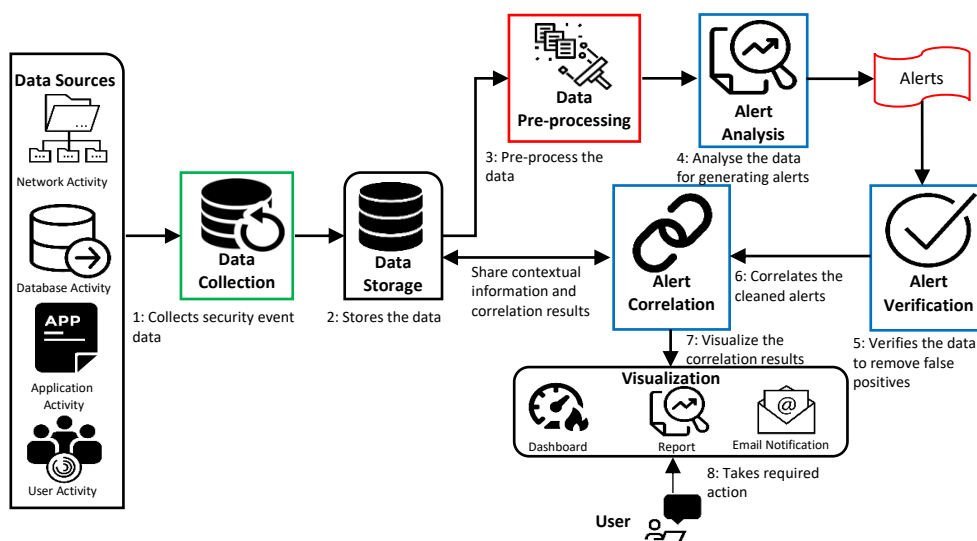 Data Sources
Network Activity
Database Activity
APP
Application
Activity
User Activity
1: Collects security event
data
Data
Collection
2: Stores the data
Data
Storage
3: Pre-process the
data
Data
Pre-processing
4: Analyse the data
for generating alerts
Alert
Analysis
Alerts
Alert
Verification
5: Verifies the data
to remove false
positives
6: Correlates the
cleaned alerts
Alert
Correlation
Share contextual
information and
correlation results
7: Visualize the
correlation results
Visualization
Dashboard
Report
@
Email Notification
8: Takes required
action
User